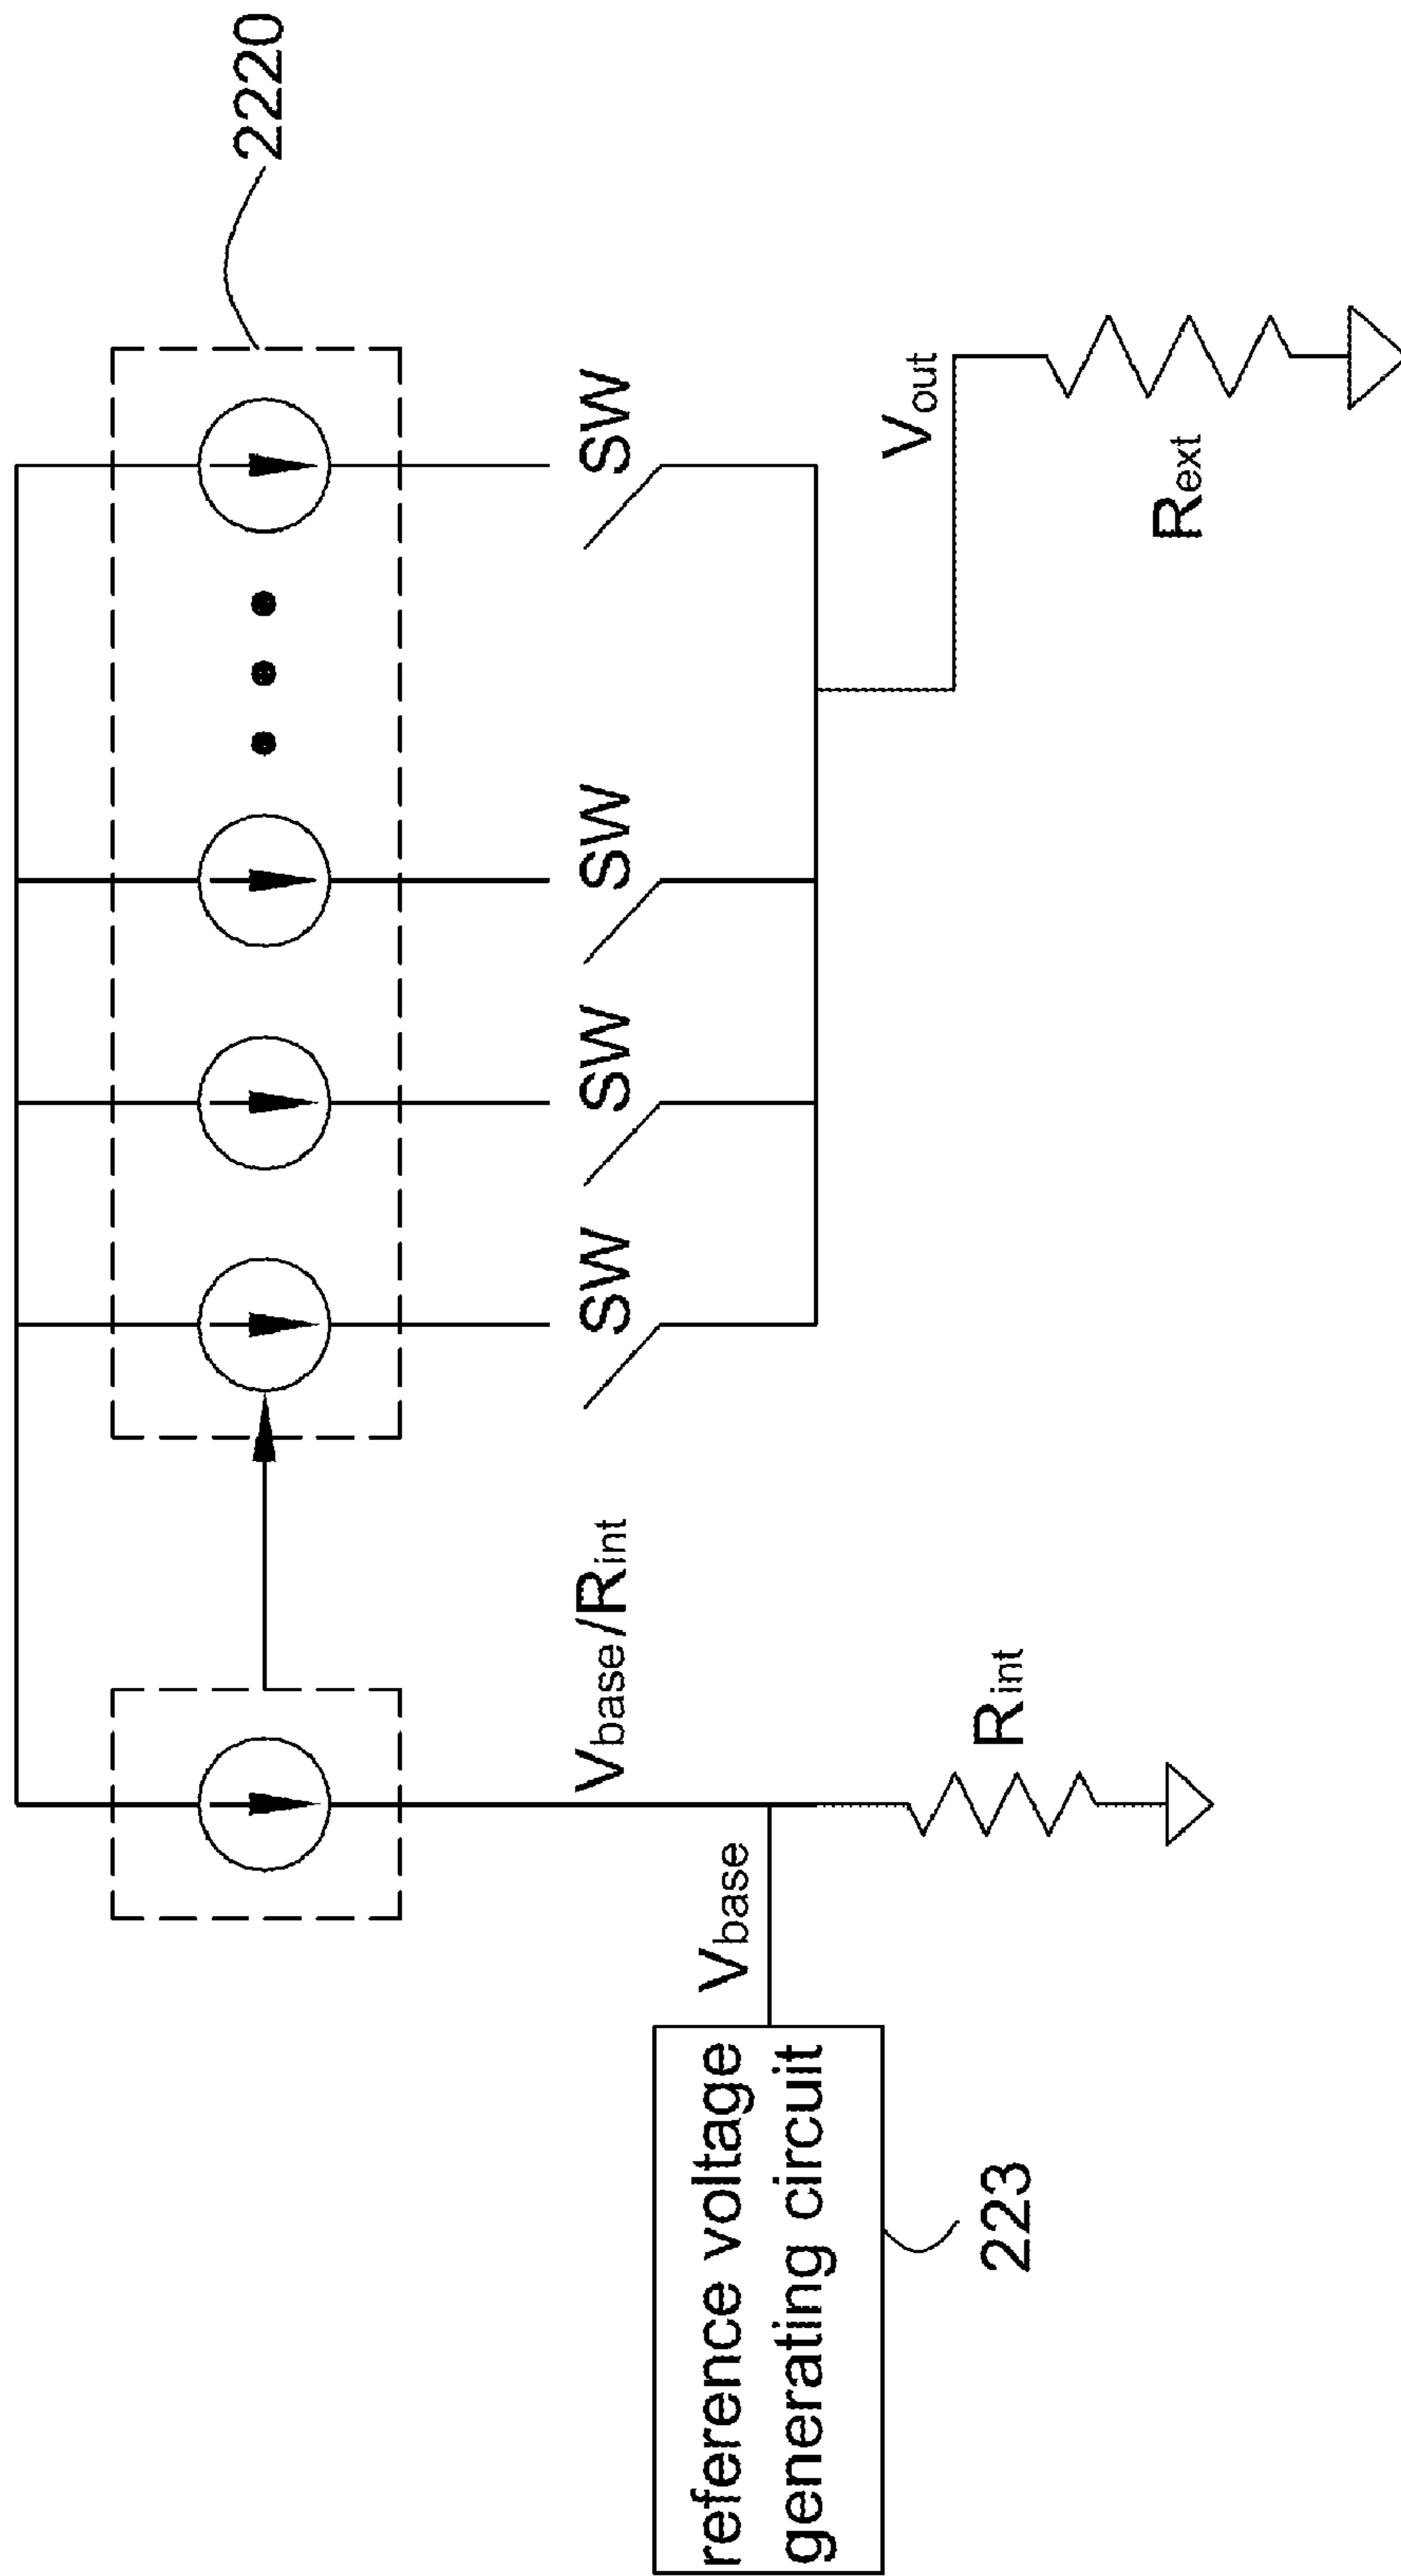 2220
SW
SW
SW
SW
Vbase/Rint
Vout
Vbase
Rint
Rext
reference voltage
generating circuit
223